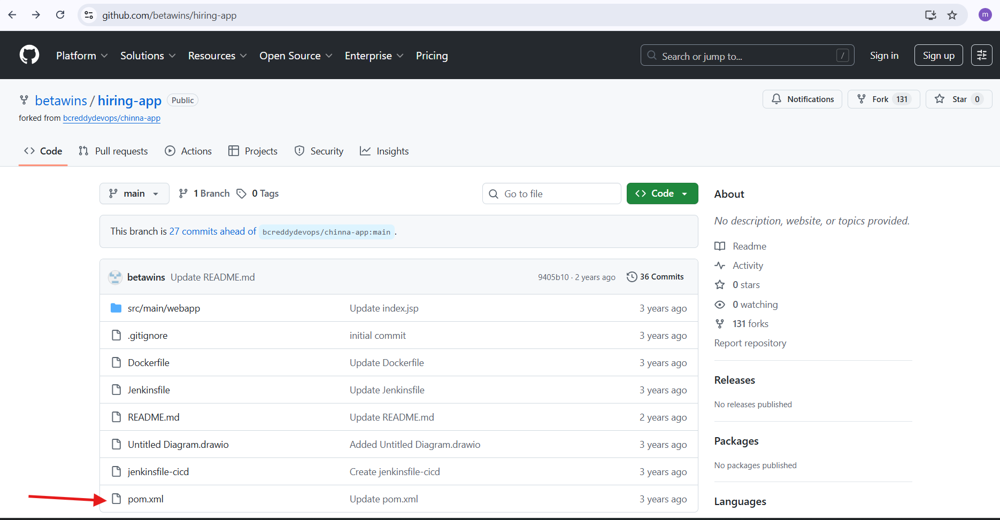 github.com/betawins/hiring-app
m
Platform Solutions Resources Open Source Enterprise Pricing
Search or jump to... /
Sign in
Sign up
betawins / hiring-app Public
forked from bcreddydevops/chinna-app
Notifications
Fork 131
Star 0
Code Pull requests Actions Projects Security Insights
main 1 Branch 0 Tags
Go to file
Code
This branch is 27 commits ahead of bcreddydevops/chinna-app:main .
betawins Update README.md 9405b10 · 2 years ago 36 Commits
src/main/webapp Update index.jsp 3 years ago
.gitignore initial commit 3 years ago
Dockerfile Update Dockerfile 3 years ago
Jenkinsfile Update Jenkinsfile 3 years ago
README.md Update README.md 2 years ago
Untitled Diagram.drawio Added Untitled Diagram.drawio 3 years ago
jenkinsfile-cicd Create jenkinsfile-cicd 3 years ago
pom.xml Update pom.xml 3 years ago
About
No description, website, or topics provided.
Readme
Activity
0 stars
0 watching
131 forks
Report repository
Releases
No releases published
Packages
No packages published
Languages